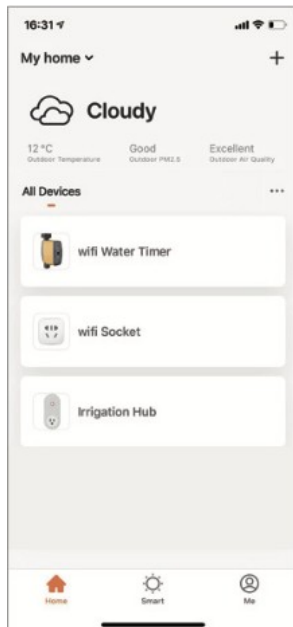 16:31
My home
Cloudy
12 °C Good Excellent
Outdoor Temperature Outdoor PM2.5 Outdoor Air Quality
All Devices
wifi Water Timer
wifi Socket
Irrigation Hub
Home Smart Me